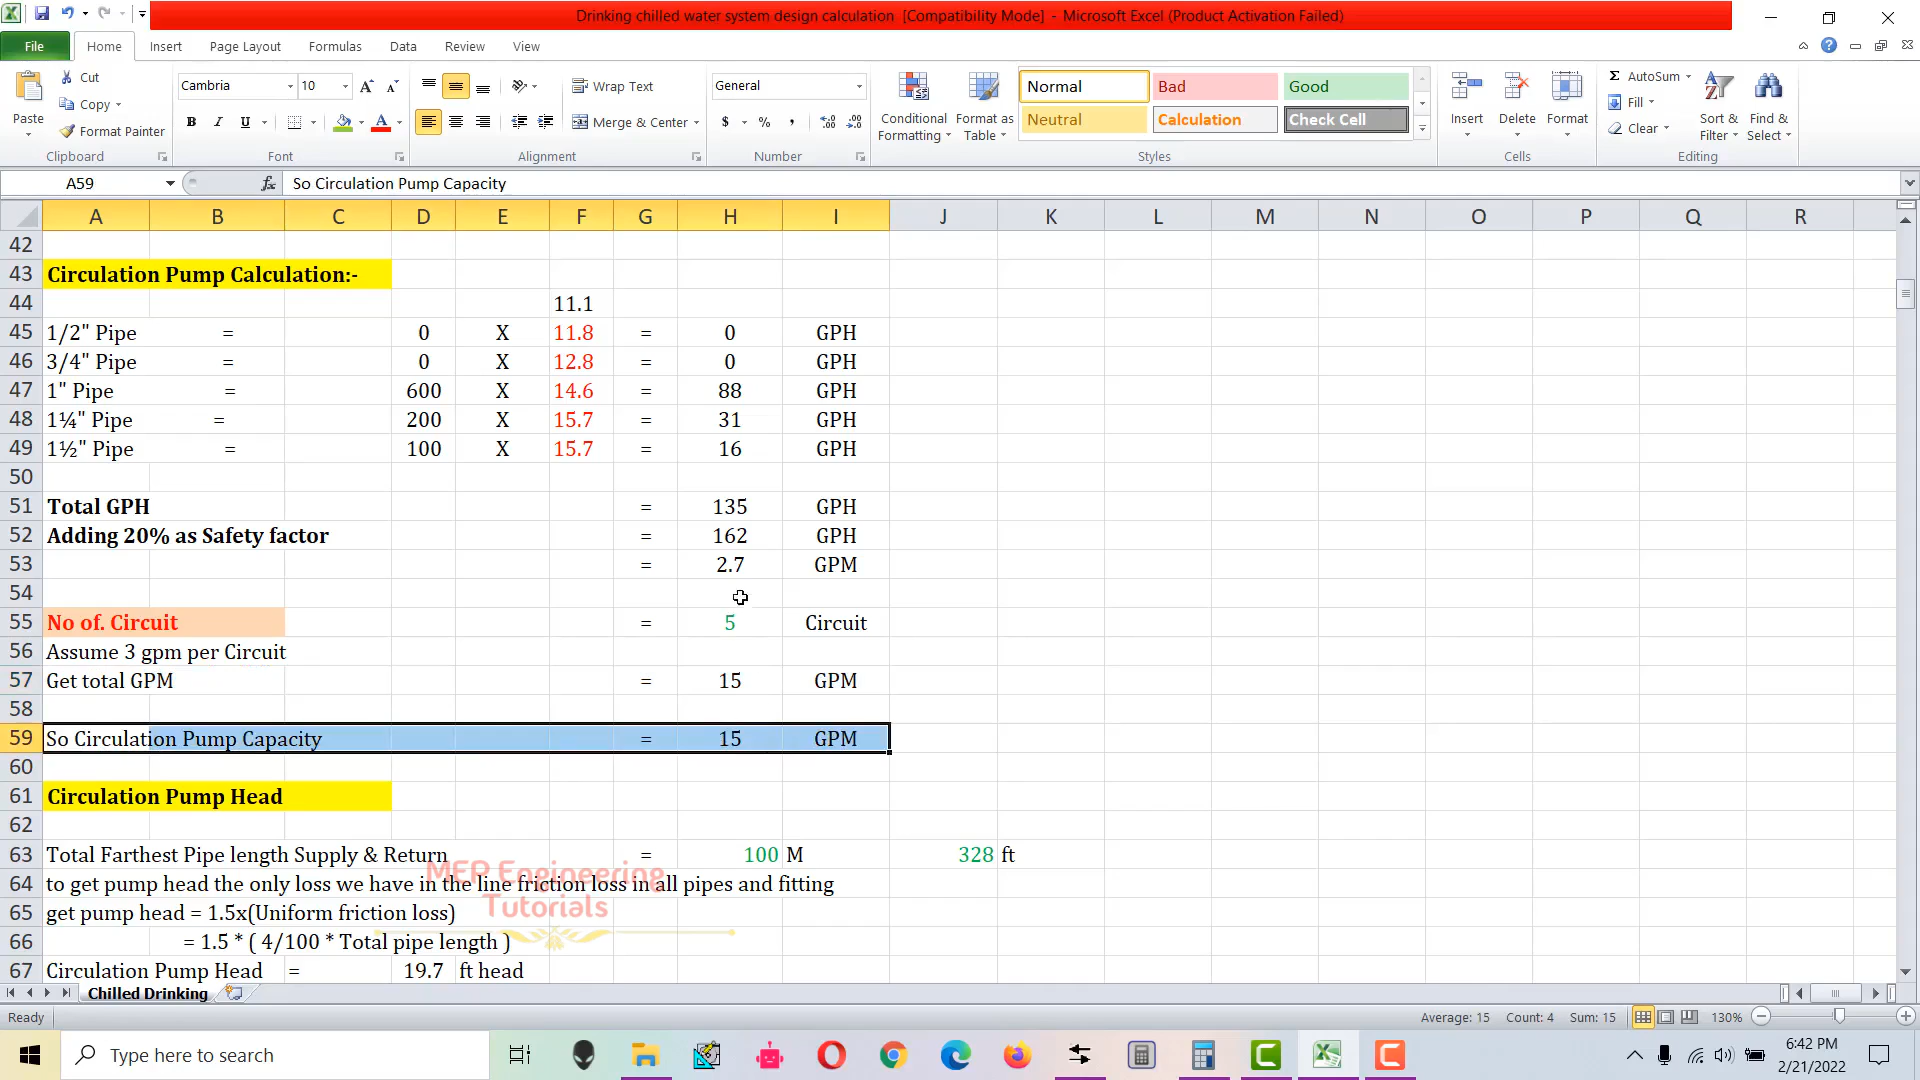 Drinking chilled water system design calculation [Compatibility Mode] - Microsoft Excel (Product Activation Failed)
File Home Insert Page Layout Formulas Data Review View
Paste Cut Copy Format Painter Clipboard
Cambria 10 B I U Font
Wrap Text Merge & Center Alignment
General $ % , Number
Conditional Formatting Format as Table
Normal Bad Good
Neutral Calculation Check Cell
Styles
Insert Delete Format Cells
AutoSum Fill Clear Sort & Filter Find & Select Editing
A59 fx So Circulation Pump Capacity
A B C D E F G H I J K L M N O P Q R
42
43 Circulation Pump Calculation:-
44 11.1
45 1/2" Pipe = 0 X 11.8 = 0 GPH
46 3/4" Pipe = 0 X 12.8 = 0 GPH
47 1" Pipe = 600 X 14.6 = 88 GPH
48 1¼" Pipe = 200 X 15.7 = 31 GPH
49 1½" Pipe = 100 X 15.7 = 16 GPH
50
51 Total GPH = 135 GPH
52 Adding 20% as Safety factor = 162 GPH
53 = 2.7 GPM
54
55 No of. Circuit = 5 Circuit
56 Assume 3 gpm per Circuit
57 Get total GPM = 15 GPM
58
59 So Circulation Pump Capacity = 15 GPM
60
61 Circulation Pump Head
62
63 Total Farthest Pipe length Supply & Return = 100 M 328 ft
64 to get pump head the only loss we have in the line friction loss in all pipes and fitting
65 get pump head = 1.5x(Uniform friction loss)
66 = 1.5 * ( 4/100 * Total pipe length )
67 Circulation Pump Head = 19.7 ft head
MEP Engineering
Tutorials
Chilled Drinking
Ready Average: 15 Count: 4 Sum: 15 130%
Type here to search
6:42 PM
2/21/2022